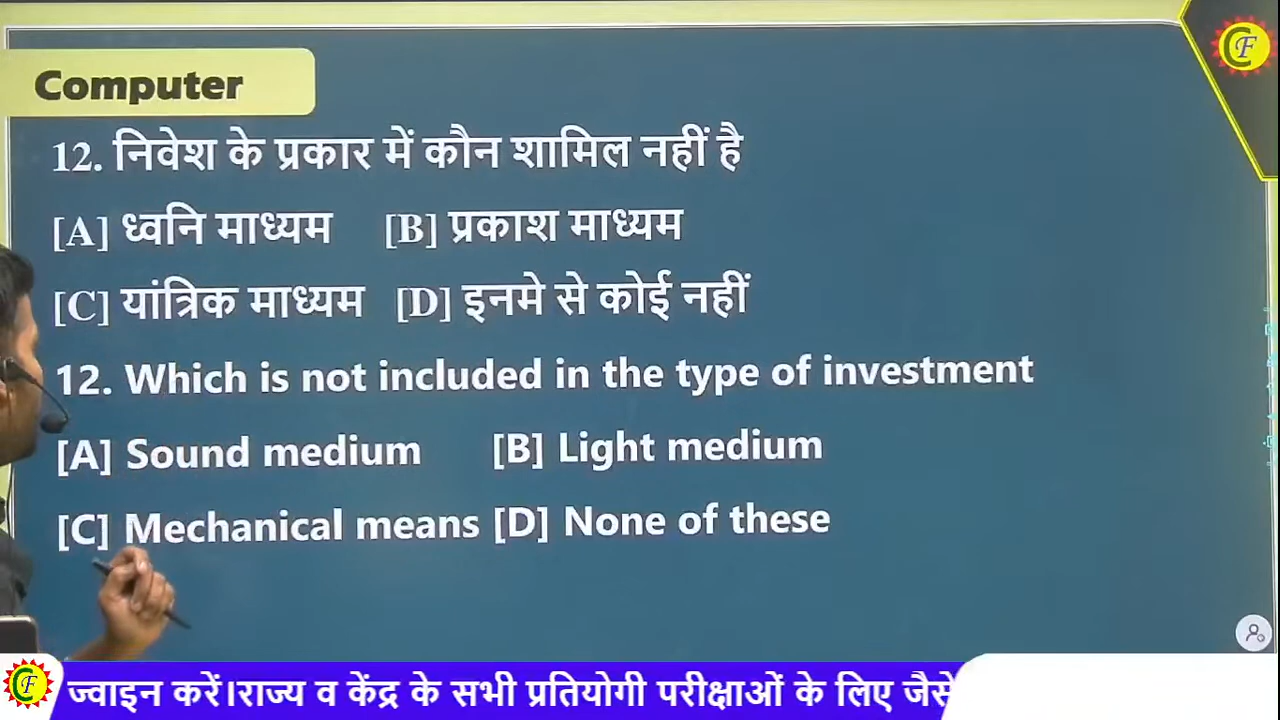 Computer
12. निवेश के प्रकार में कौन शामिल नहीं है
[A] ध्वनि माध्यम [B] प्रकाश माध्यम
[C] यांत्रिक माध्यम [D] इनमे से कोई नहीं
12. Which is not included in the type of investment
[A] Sound medium [B] Light medium
[C] Mechanical means [D] None of these
ज्वाइन करें।राज्य व केंद्र के सभी प्रतियोगी परीक्षाओं के लिए जैसे